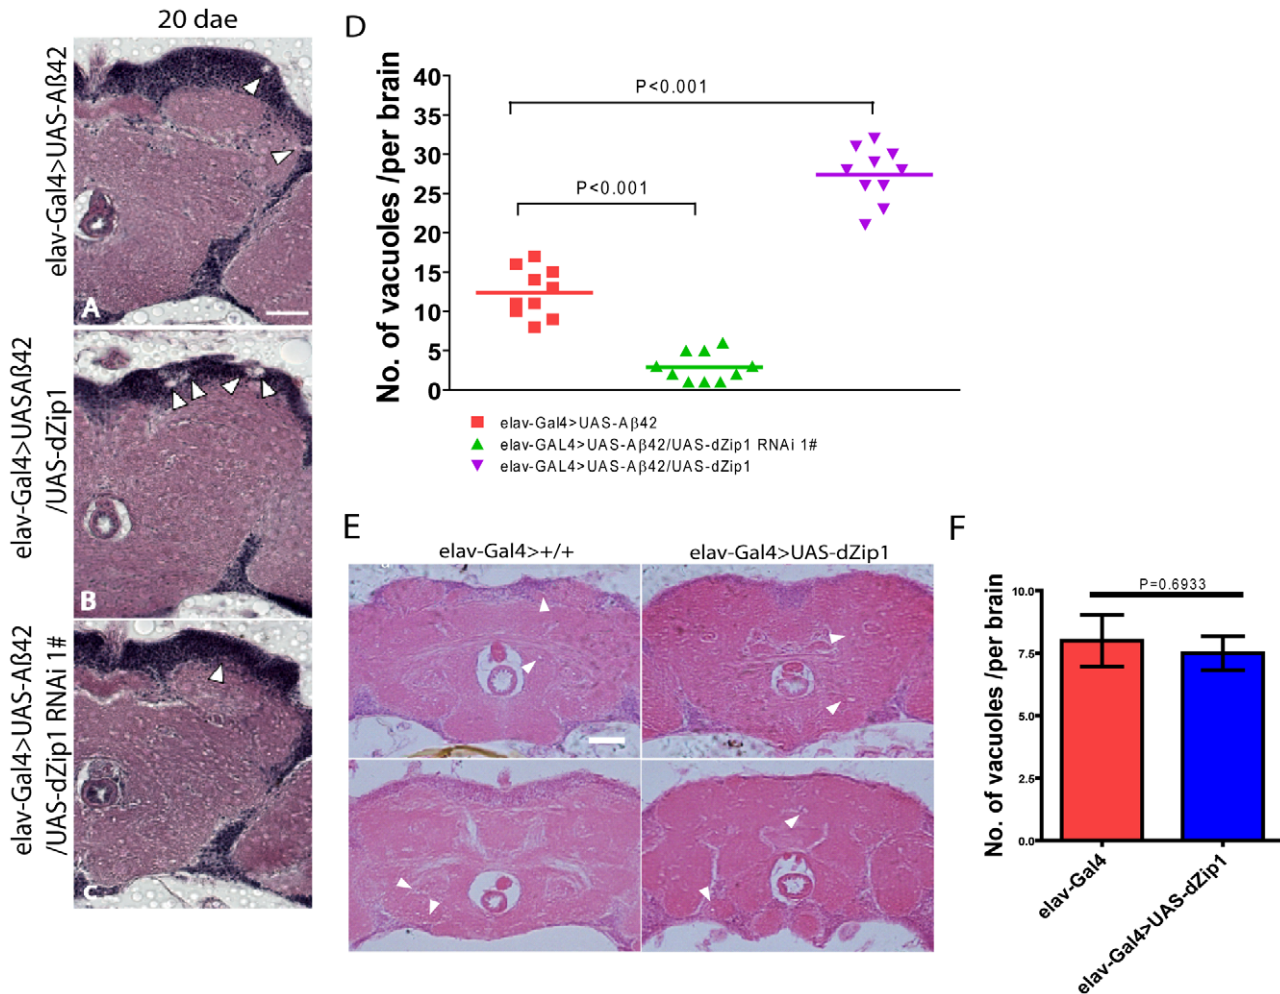 20 dae
elav-Gal4>UAS-Aß42
A
elav-Gal4>UASAß42
/UAS-dZip1
B
elav-Gal4>UAS-Aß42
/UAS-dZip1 RNAi 1#
C
D
No. of vacuoles /per brain
40
35
30
25
20
15
10
5
0
P<0.001
P<0.001
elav-Gal4>UAS-Aβ42
elav-GAL4>UAS-Aβ42/UAS-dZip1 RNAi 1#
elav-GAL4>UAS-Aβ42/UAS-dZip1
E
elav-Gal4>+/+
elav-Gal4>UAS-dZip1
F
No. of vacuoles /per brain
10.0
7.5
5.0
2.5
0.0
P=0.6933
elav-Gal4
elav-Gal4>UAS-dZip1